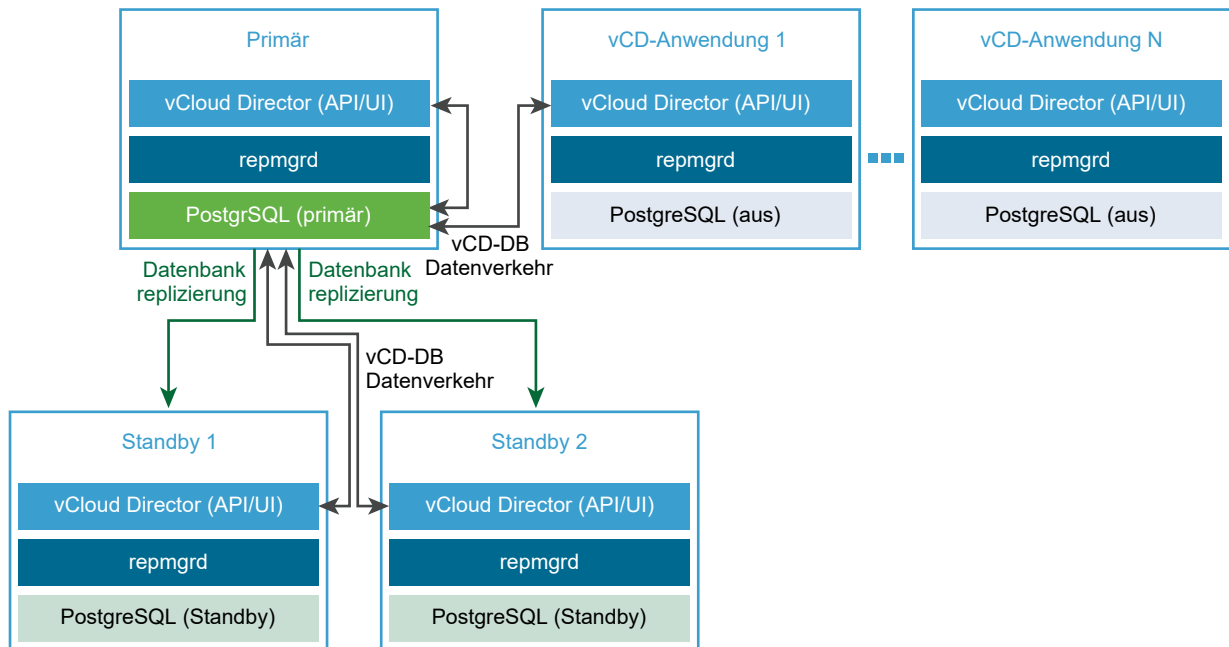 Primär
vCloud Director (API/UI)
repmgrd
PostgrSQL (primär)
vCD-Anwendung 1
vCloud Director (API/UI)
repmgrd
PostgreSQL (aus)
vCD-Anwendung N
vCloud Director (API/UI)
repmgrd
PostgreSQL (aus)
vCD-DB
Datenverkehr
Datenbank
replizierung
Datenbank
replizierung
vCD-DB
Datenverkehr
Standby 1
vCloud Director (API/UI)
repmgrd
PostgreSQL (Standby)
Standby 2
vCloud Director (API/UI)
repmgrd
PostgreSQL (Standby)